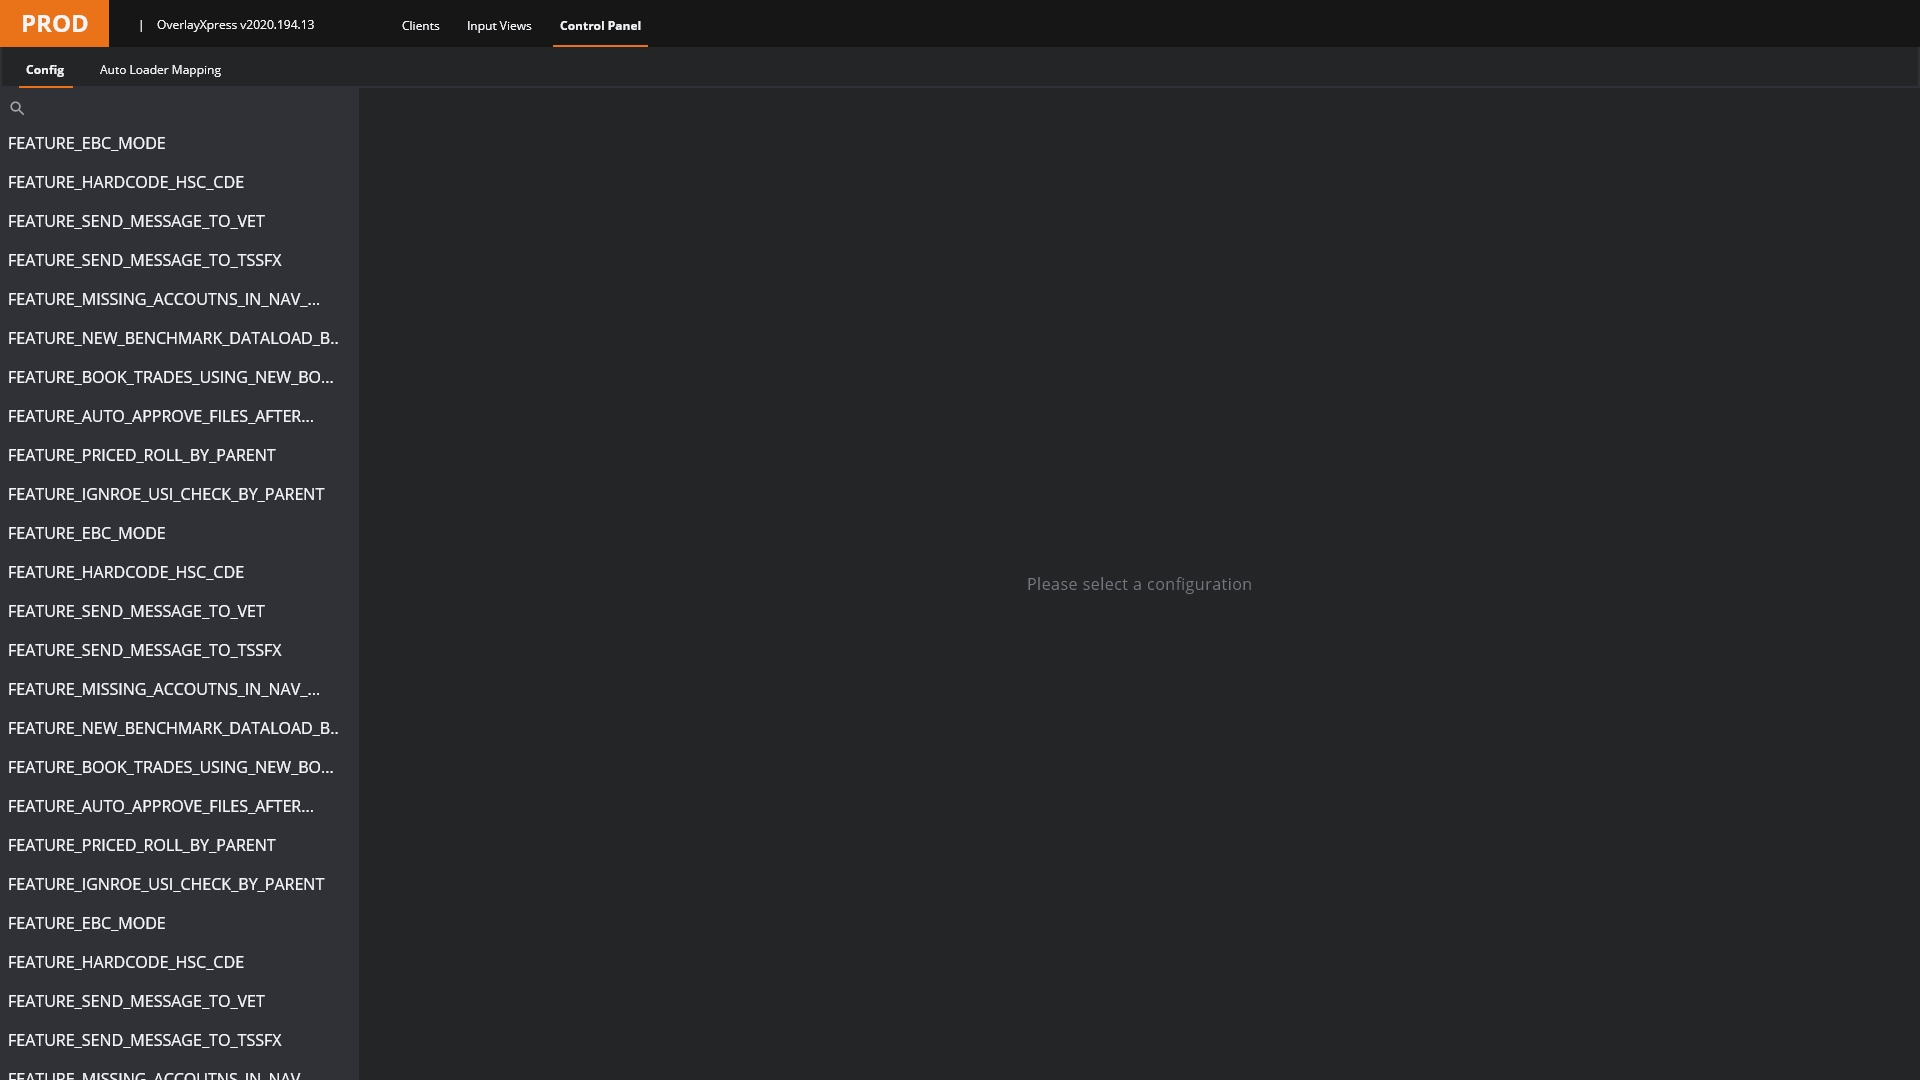 PROD | OverlayXpress v2020.194.13 Clients Input Views Control Panel
Config Auto Loader Mapping
FEATURE_EBC_MODE
FEATURE_HARDCODE_HSC_CDE
FEATURE_SEND_MESSAGE_TO_VET
FEATURE_SEND_MESSAGE_TO_TSSFX
FEATURE_MISSING_ACCOUTNS_IN_NAV_...
FEATURE_NEW_BENCHMARK_DATALOAD_B..
FEATURE_BOOK_TRADES_USING_NEW_BO...
FEATURE_AUTO_APPROVE_FILES_AFTER...
FEATURE_PRICED_ROLL_BY_PARENT
FEATURE_IGNROE_USI_CHECK_BY_PARENT
FEATURE_EBC_MODE
FEATURE_HARDCODE_HSC_CDE
FEATURE_SEND_MESSAGE_TO_VET
FEATURE_SEND_MESSAGE_TO_TSSFX
FEATURE_MISSING_ACCOUTNS_IN_NAV_...
FEATURE_NEW_BENCHMARK_DATALOAD_B..
FEATURE_BOOK_TRADES_USING_NEW_BO...
FEATURE_AUTO_APPROVE_FILES_AFTER...
FEATURE_PRICED_ROLL_BY_PARENT
FEATURE_IGNROE_USI_CHECK_BY_PARENT
FEATURE_EBC_MODE
FEATURE_HARDCODE_HSC_CDE
FEATURE_SEND_MESSAGE_TO_VET
FEATURE_SEND_MESSAGE_TO_TSSFX
FEATURE_MISSING_ACCOUTNS_IN_NAV
Please select a configuration